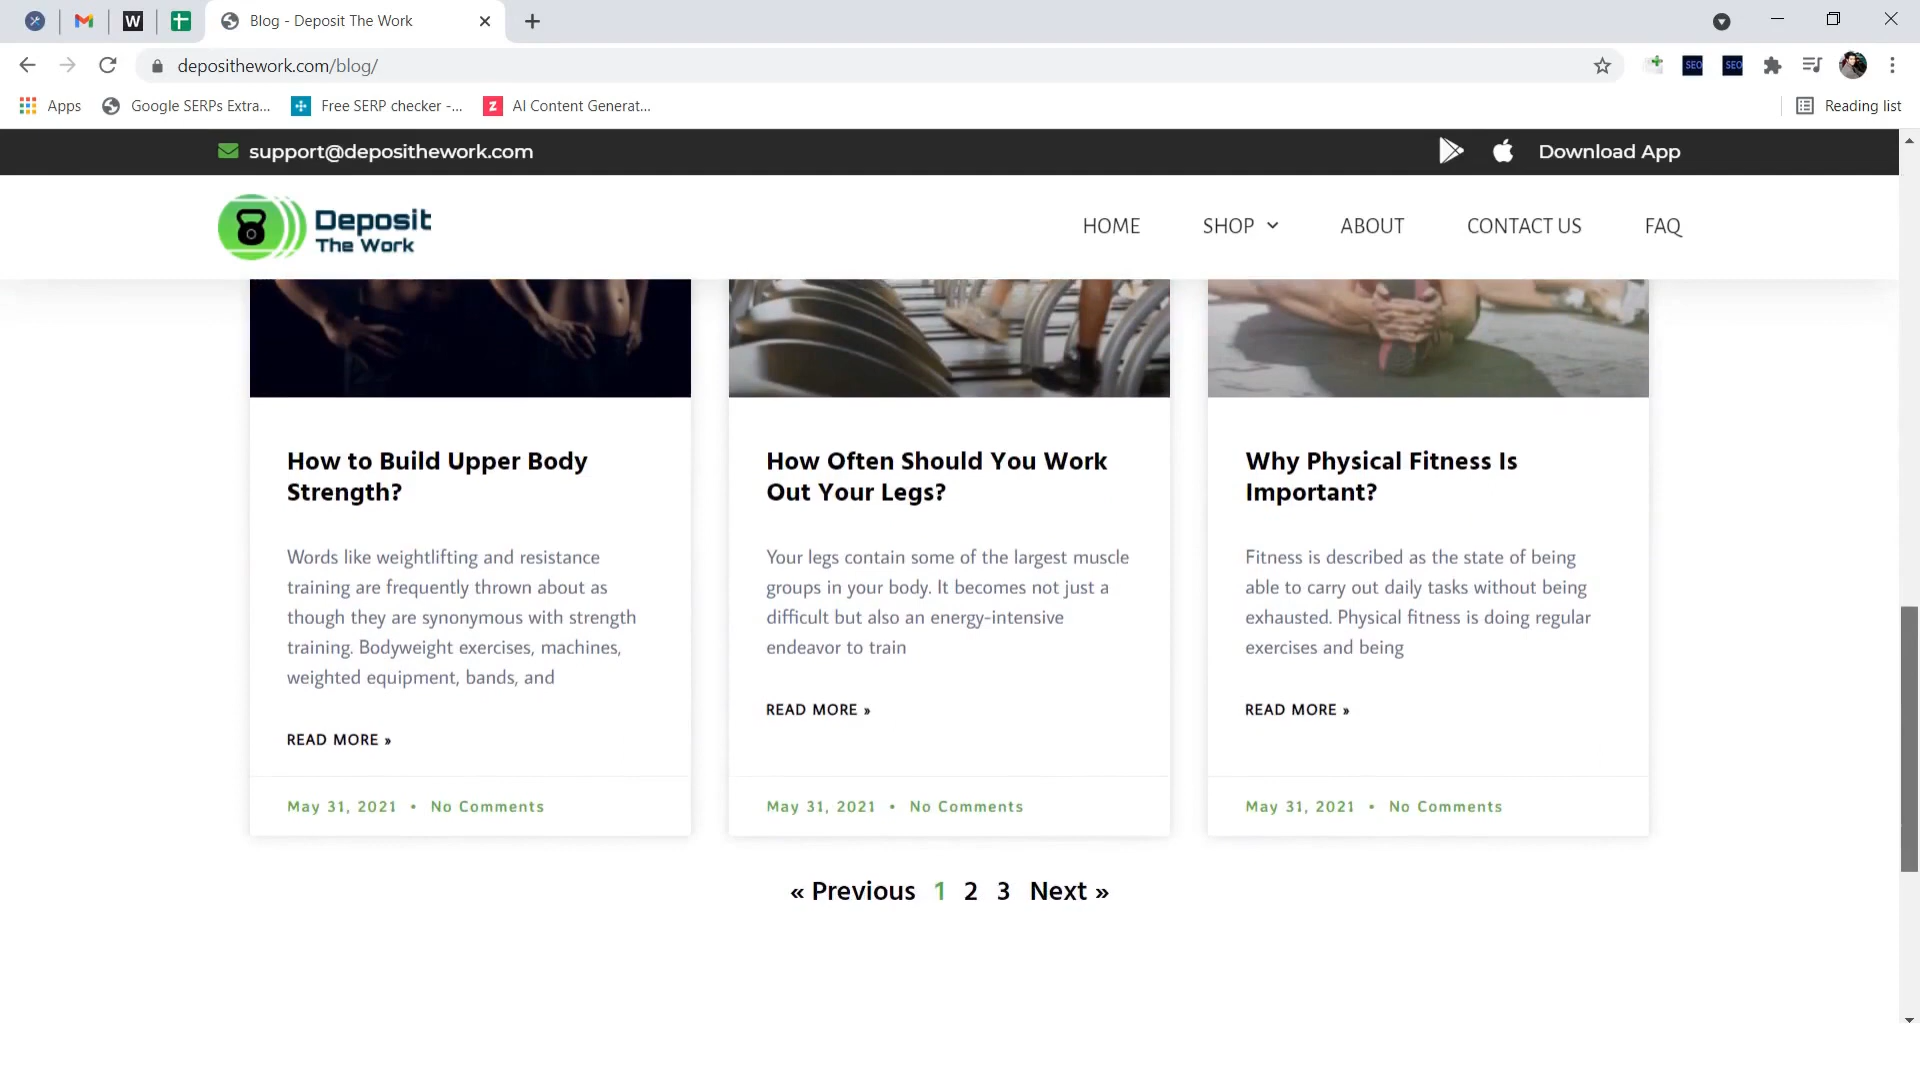 Blog - Deposit The Work
deposithework.com/blog/
Apps
Google SERPs Extra...
Free SERP checker -...
AI Content Generat...
Reading list
support@deposithework.com
Download App
Deposit
The Work
HOME
SHOP
ABOUT
CONTACT US
FAQ
How to Build Upper Body
Strength?
Words like weightlifting and resistance
training are frequently thrown about as
though they are synonymous with strength
training. Bodyweight exercises, machines,
weighted equipment, bands, and
READ MORE »
May 31, 2021 • No Comments
How Often Should You Work
Out Your Legs?
Your legs contain some of the largest muscle
groups in your body. It becomes not just a
difficult but also an energy-intensive
endeavor to train
READ MORE »
May 31, 2021 • No Comments
Why Physical Fitness Is
Important?
Fitness is described as the state of being
able to carry out daily tasks without being
exhausted. Physical fitness is doing regular
exercises and being
READ MORE »
May 31, 2021 • No Comments
« Previous 1 2 3 Next »
W
SEO
SEO